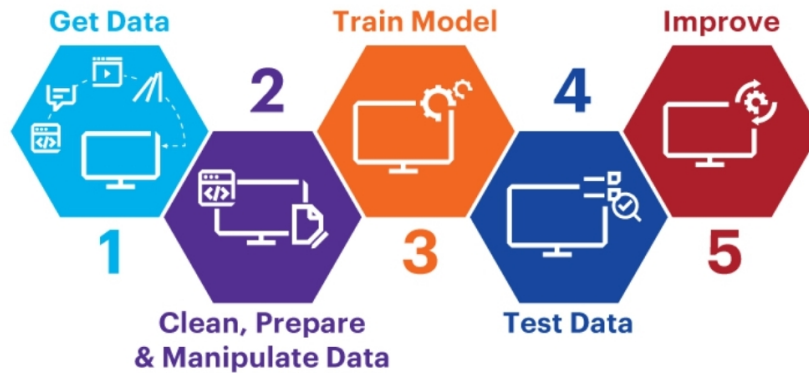 Get Data
1
2
Clean, Prepare
& Manipulate Data
Train Model
3
4
Test Data
Improve
5